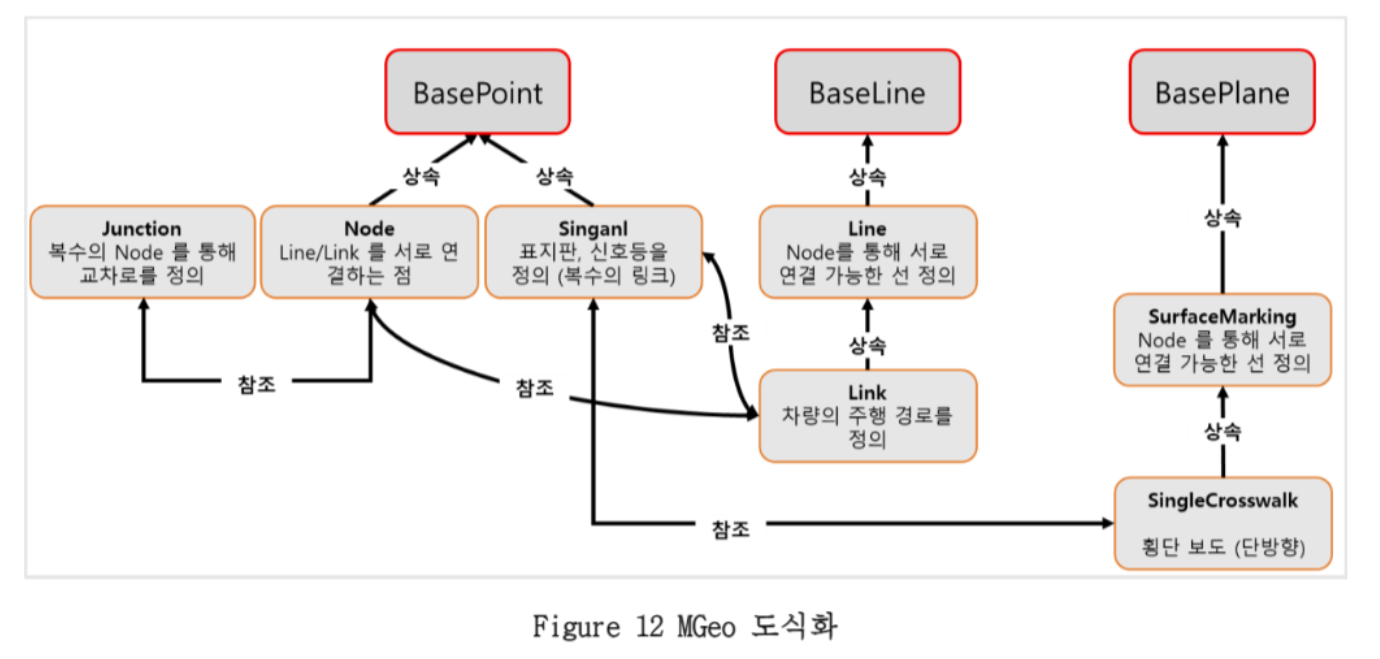 BasePoint
BaseLine
BasePlane
상속
상속
상속
상속
Junction
복수의 Node 를 통해
교차로를 정의
Node
Line/Link 를 서로 연
결하는 점
Singanl
표지판, 신호등을
정의 (복수의 링크)
Line
Node를 통해 서로
연결 가능한 선 정의
SurfaceMarking
Node 를 통해 서로
연결 가능한 선 정의
참조
참조
참조
상속
Link
차량의 주행 경로를
정의
상속
SingleCrosswalk
횡단 보도 (단방향)
참조
Figure 12 MGeo 도식화